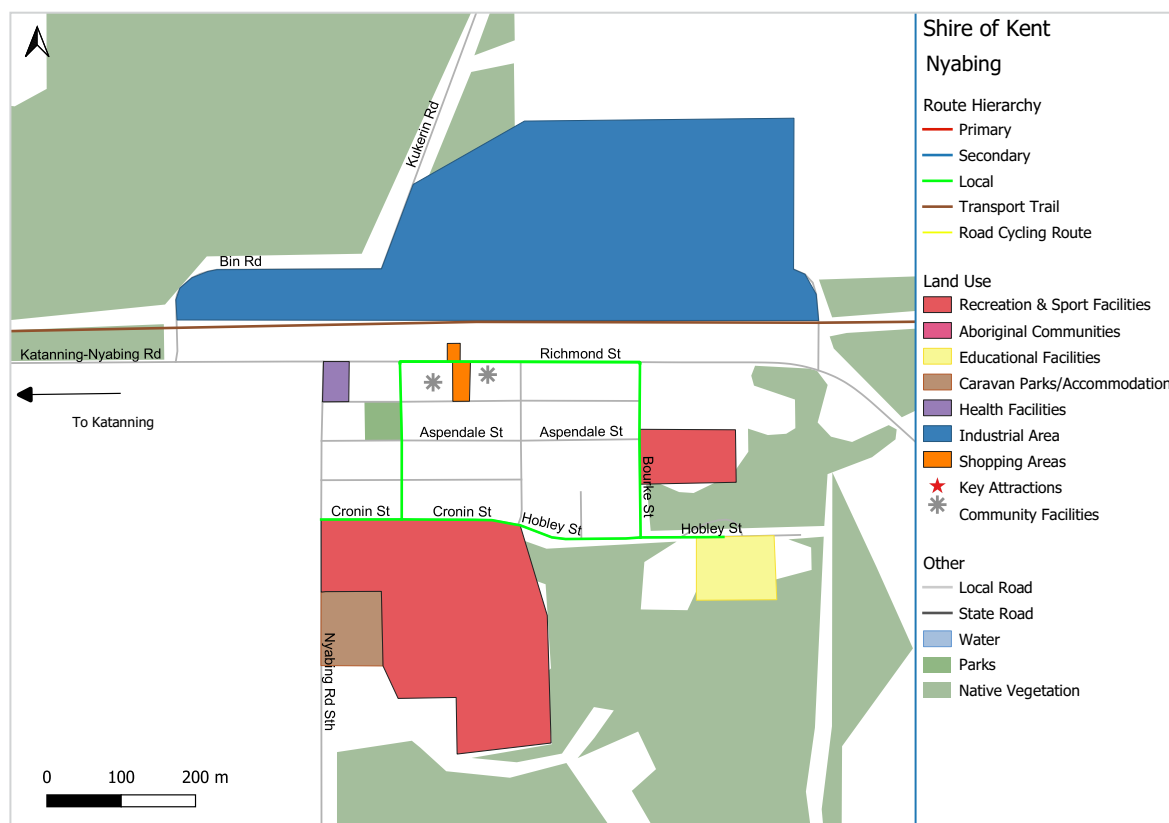 Shire of Kent
Nyabing
Route Hierarchy
Primary
Secondary
Local
Transport Trail
Road Cycling Route
Land Use
Recreation & Sport Facilities
Aboriginal Communities
Educational Facilities
Caravan Parks/Accommodation
Health Facilities
Industrial Area
Shopping Areas
Key Attractions
Community Facilities
Other
Local Road
State Road
Water
Parks
Native Vegetation
Kukerin Rd
Bin Rd
Katanning-Nyabing Rd
Richmond St
To Katanning
Aspendale St
Aspendale St
Bourke St
Cronin St
Cronin St
Hobley St
Hobley St
Nyabing Rd Sth
0 100 200 m